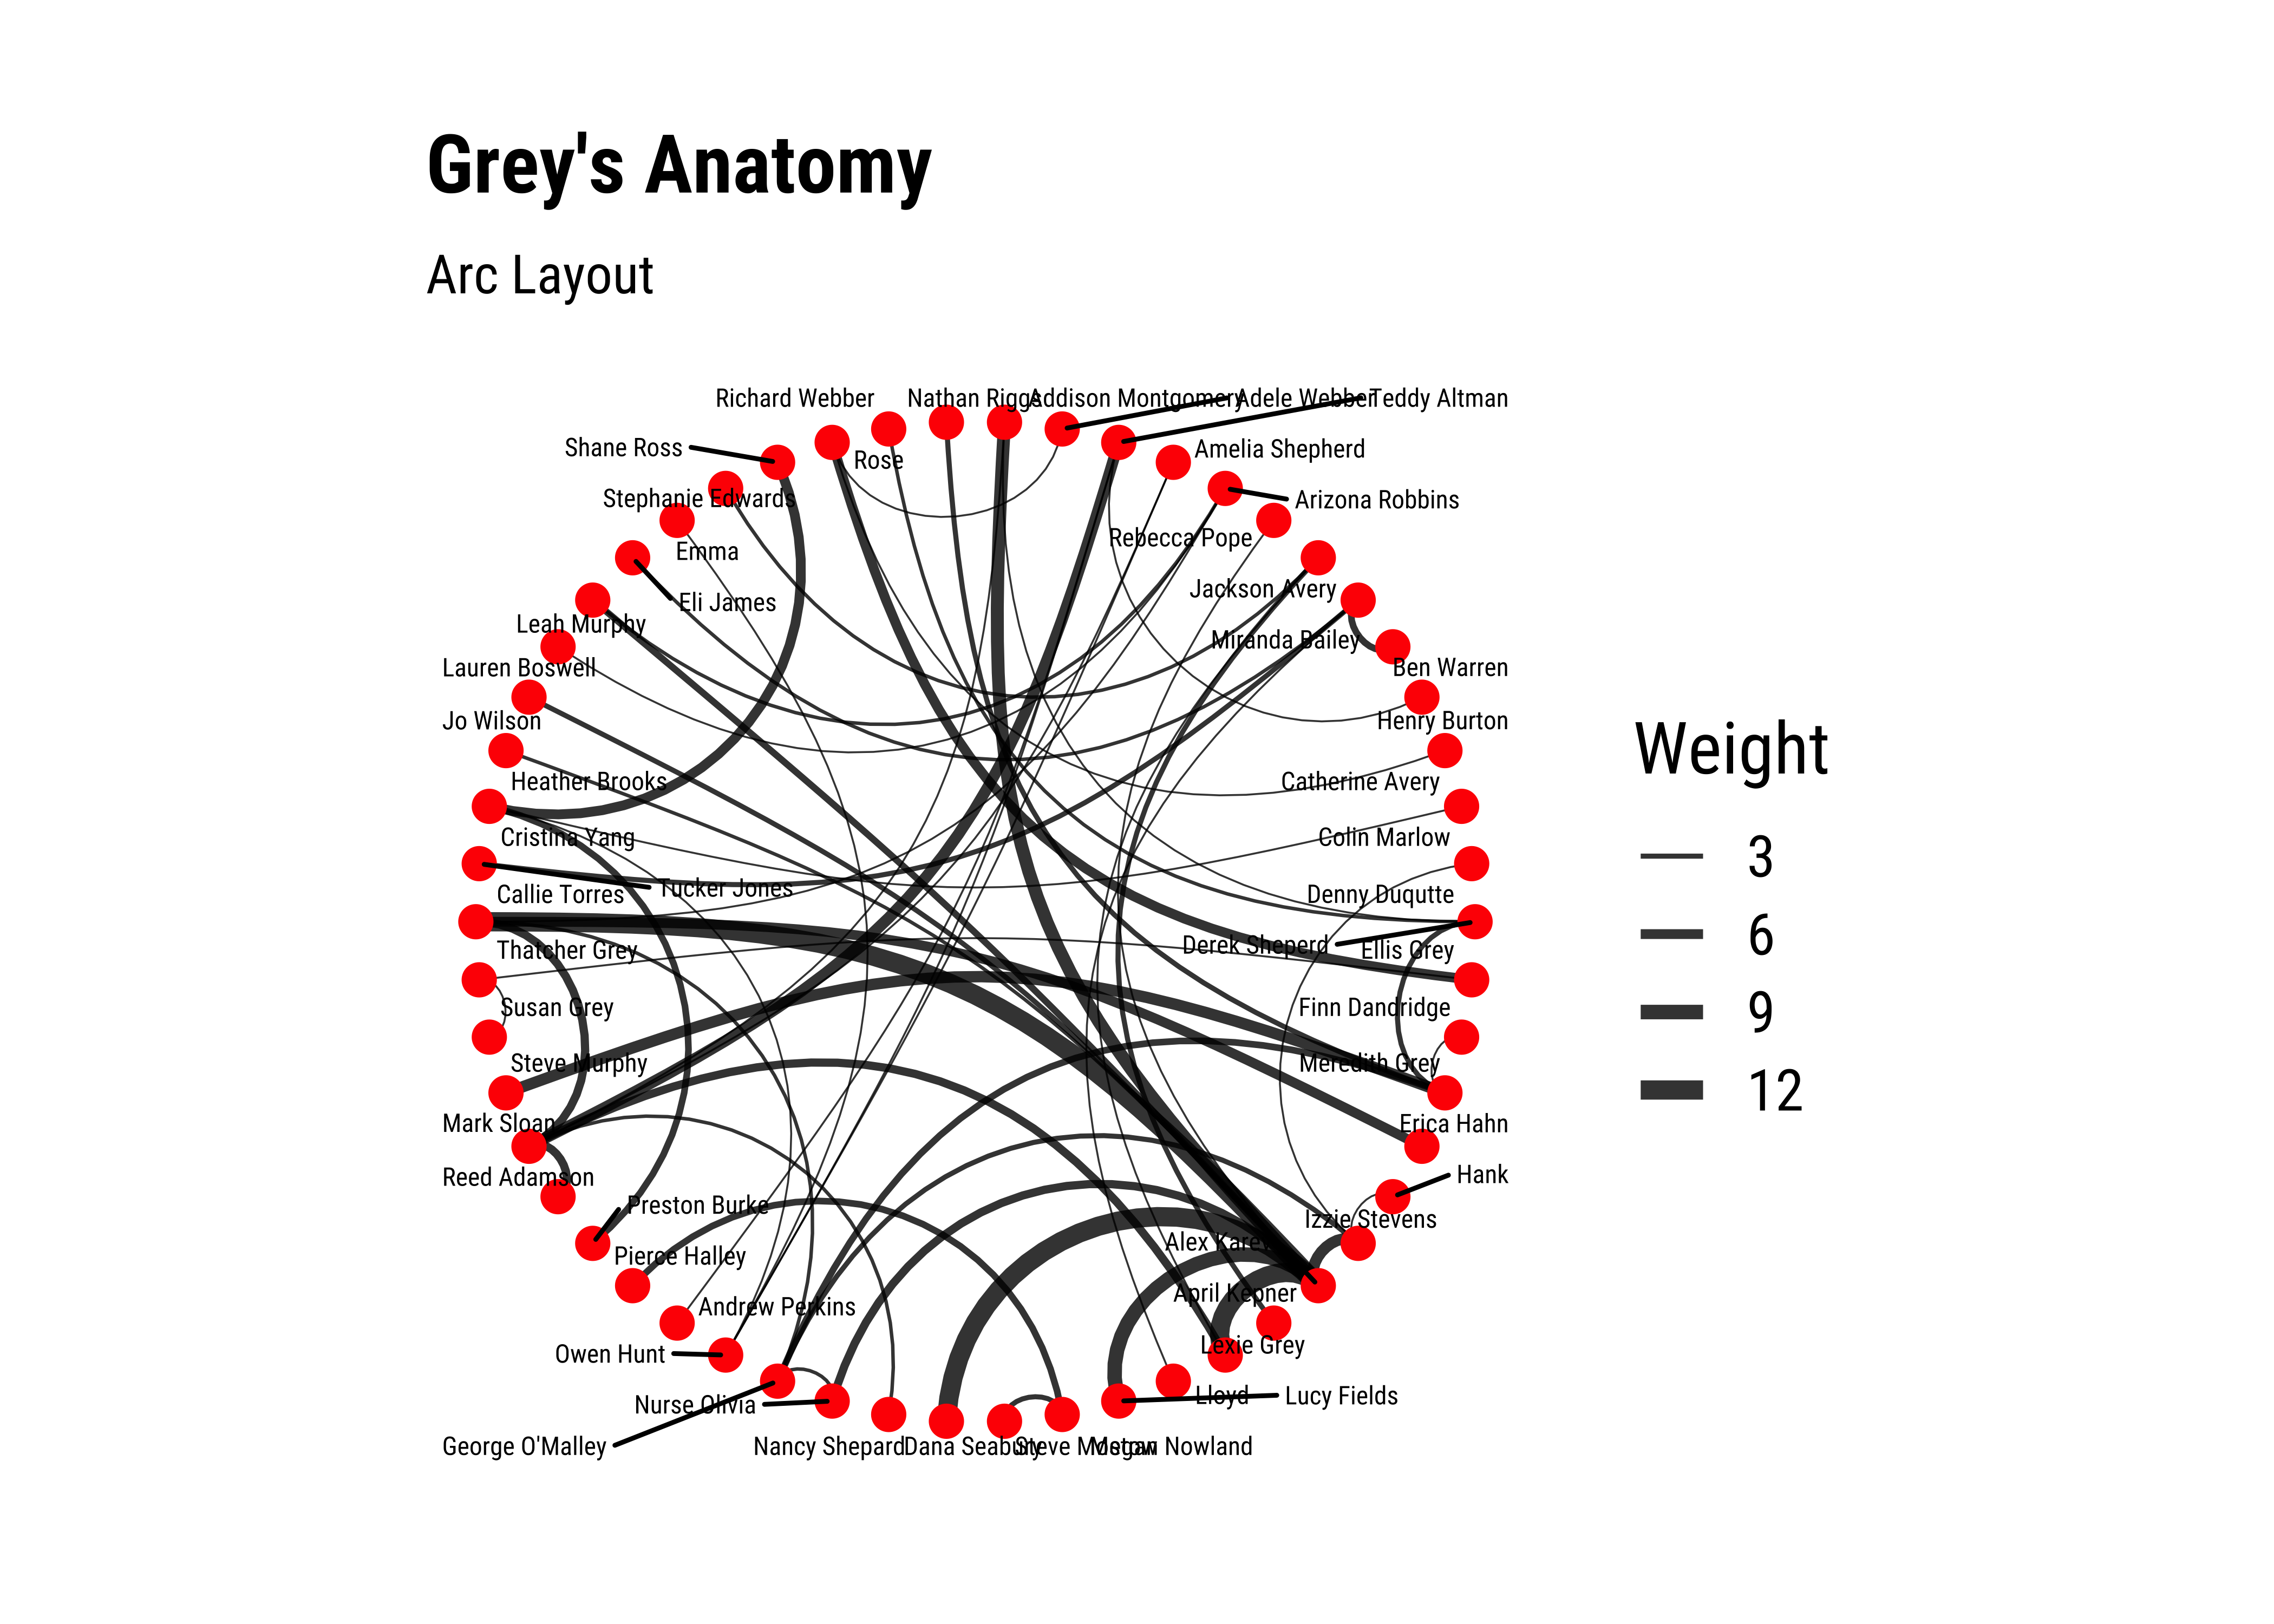 Grey's Anatomy
Arc Layout
Richard Webber
Nathan Riggs
Addison Montgomery
Adele Webber
Teddy Altman
Shane Ross
Rose
Amelia Shepherd
Stephanie Edwards
Arizona Robbins
Emma
Rebecca Pope
Eli James
Jackson Avery
Leah Murphy
Miranda Bailey
Lauren Boswell
Ben Warren
Jo Wilson
Henry Burton
Heather Brooks
Catherine Avery
Cristina Yang
Colin Marlow
Tucker Jones
Callie Torres
Denny Duqutte
Thatcher Grey
Derek Sheperd
Ellis Grey
Susan Grey
Finn Dandridge
Steve Murphy
Meredith Grey
Mark Sloan
Erica Hahn
Reed Adamson
Hank
Preston Burke
Izzie Stevens
Pierce Halley
Alex Karev
Andrew Perkins
April Kepner
Owen Hunt
Lexie Grey
Nurse Olivia
Lloyd
Lucy Fields
George O'Malley
Nancy Shepard
Dana Seabury
Steve Mostow
Megan Nowland
Weight
3
6
9
12